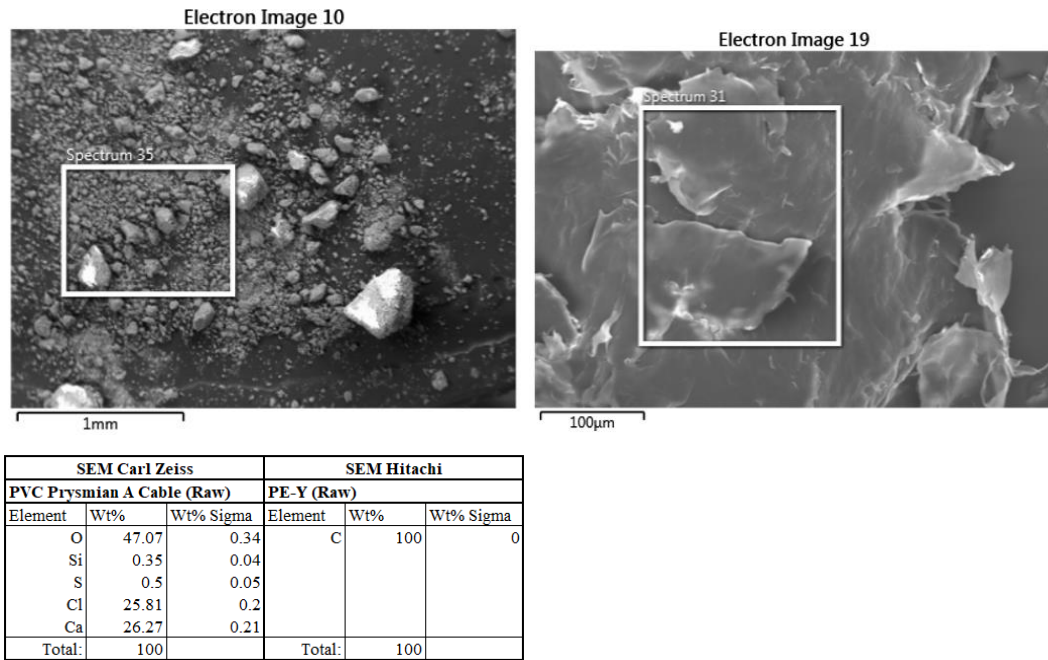 Electron Image 10
Spectrum 35
1mm
Electron Image 19
Spectrum 31
100µm
SEM Carl Zeiss SEM Hitachi
PVC Prysmian A Cable (Raw) PE-Y (Raw)
Element Wt% Wt% Sigma Element Wt% Wt% Sigma
O 47.07 0.34 C 100 0
Si 0.35 0.04
S 0.5 0.05
Cl 25.81 0.2
Ca 26.27 0.21
Total: 100 Total: 100